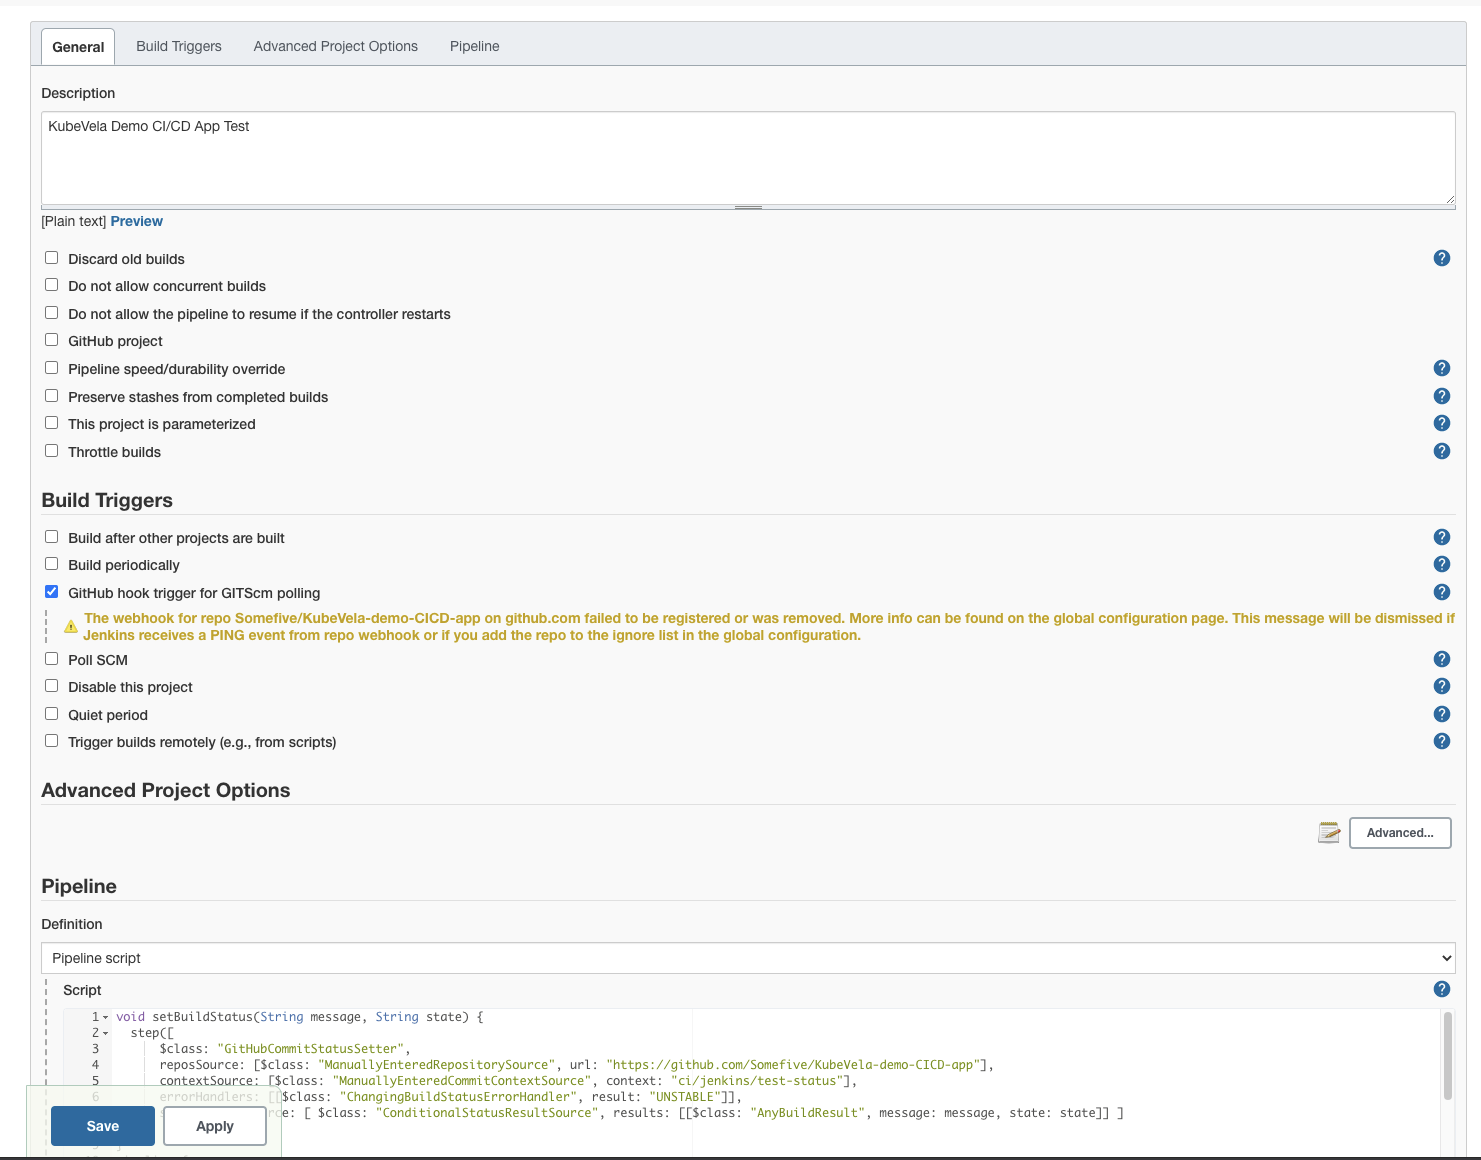 General
Build Triggers
Advanced Project Options
Pipeline
Description
KubeVela Demo CI/CD App Test
[Plain text] Preview
Discard old builds
Do not allow concurrent builds
Do not allow the pipeline to resume if the controller restarts
GitHub project
Pipeline speed/durability override
Preserve stashes from completed builds
This project is parameterized
Throttle builds
Build Triggers
Build after other projects are built
Build periodically
GitHub hook trigger for GITScm polling
The webhook for repo Somefive/KubeVela-demo-CICD-app on github.com failed to be registered or was removed. More info can be found on the global configuration page. This message will be dismissed if
Jenkins receives a PING event from repo webhook or if you add the repo to the ignore list in the global configuration.
Poll SCM
Disable this project
Quiet period
Trigger builds remotely (e.g., from scripts)
Advanced Project Options
Advanced...
Pipeline
Definition
Pipeline script
Script
1 void setBuildStatus(String message, String state) {
2 step([
3 $class: "GitHubCommitStatusSetter",
4 reposSource: [$class: "ManuallyEnteredRepositorySource", url: "https://github.com/Somefive/KubeVela-demo-CICD-app"],
5 contextSource: [$class: "ManuallyEnteredCommitContextSource", context: "ci/jenkins/test-status"],
6 errorHandlers: [[$class: "ChangingBuildStatusErrorHandler", result: "UNSTABLE"]],
rce: [ $class: "ConditionalStatusResultSource", results: [[$class: "AnyBuildResult", message: message, state: state]] ]
Save
Apply